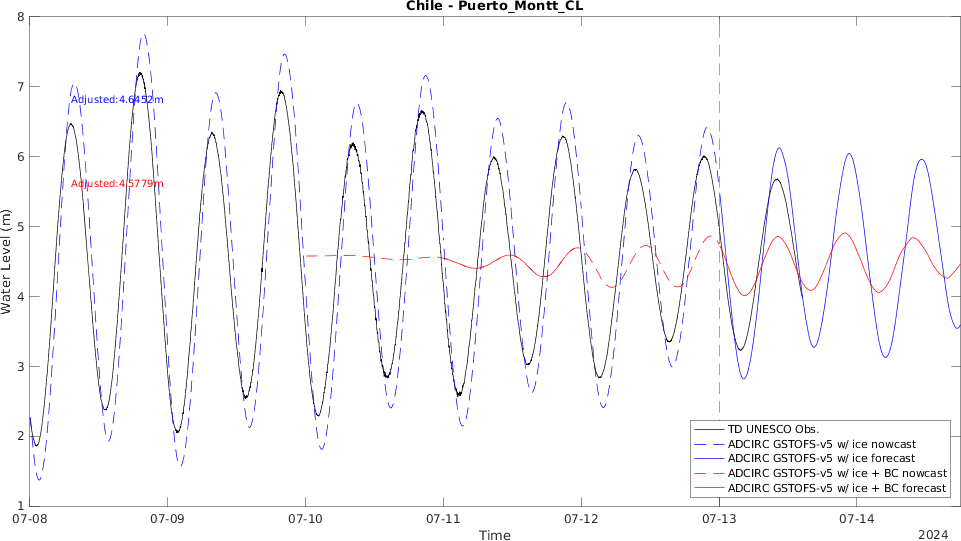 Chile - Puerto_Montt_CL
8
7
6
5
4
3
2
1
Water Level (m)
Adjusted:4.6452m
Adjusted:4.5779m
TD UNESCO Obs.
ADCIRC GSTOFS-v5 w/ ice nowcast
ADCIRC GSTOFS-v5 w/ ice forecast
ADCIRC GSTOFS-v5 w/ ice + BC nowcast
ADCIRC GSTOFS-v5 w/ ice + BC forecast
07-08 07-09 07-10 07-11 07-12 07-13 07-14
Time
2024